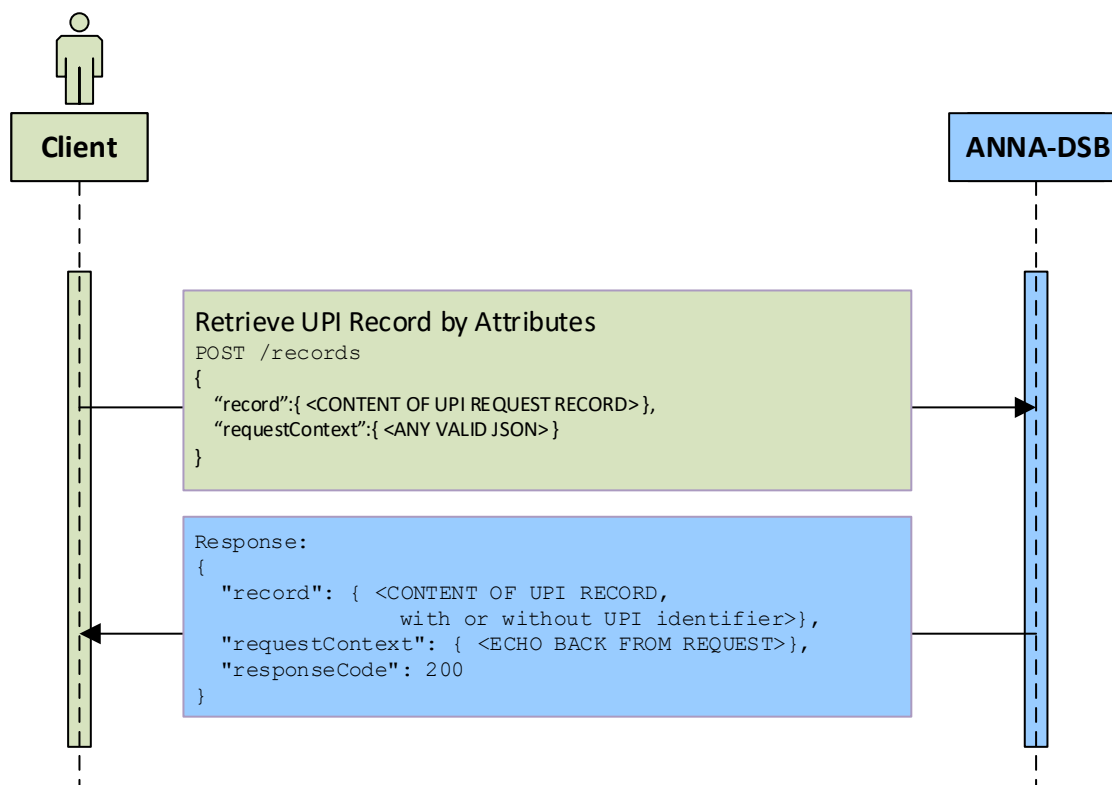 Client
ANNA-DSB
Retrieve UPI Record by Attributes
POST /records
{
“record”:{ <CONTENT OF UPI REQUEST RECORD> },
“requestContext”:{ <ANY VALID JSON> }
}
Response:
{
"record": { <CONTENT OF UPI RECORD,
with or without UPI identifier>},
"requestContext": { <ECHO BACK FROM REQUEST>},
"responseCode": 200
}